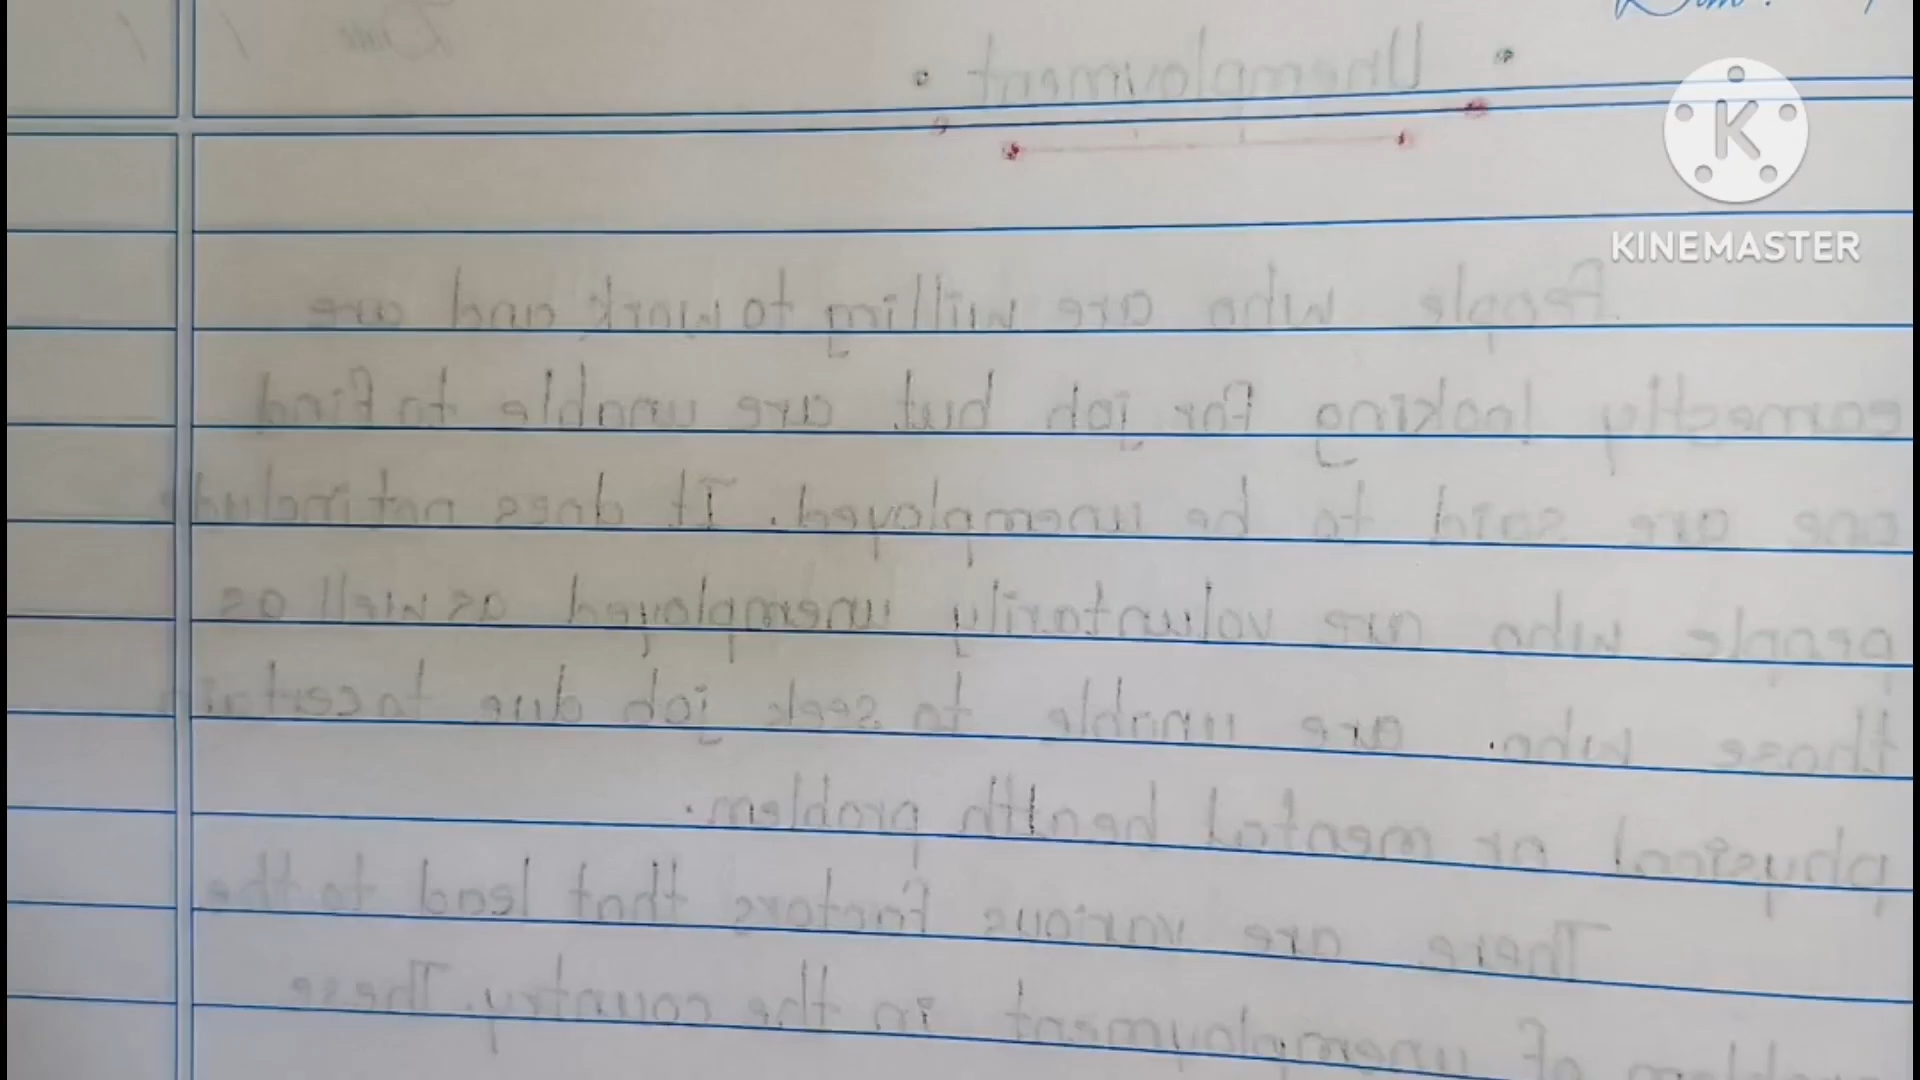 Unemployment
KINEMASTER
People who are willing to work and are
earnestly looking for job but are unable to find
one are said to be unemployed. It does not include
people who are voluntarily unemployed as well as
those who are unable to seek job due to certain
physical or mental health problem.
There are various factors that lead to the
problem of unemployment in the country. These